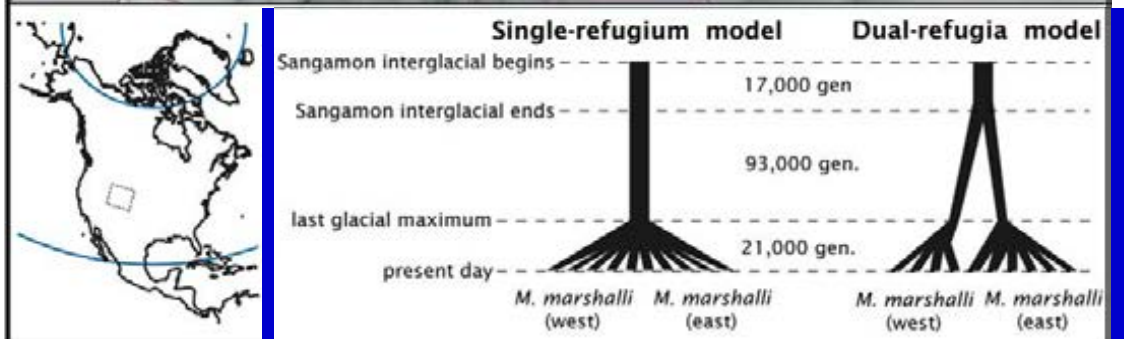 Single-refugium model
Dual-refugia model
Sangamon interglacial begins
17,000 gen
Sangamon interglacial ends
93,000 gen.
last glacial maximum
21,000 gen.
present day
M. marshalli
(west)
M. marshalli
(east)
M. marshalli
(west)
M. marshalli
(east)